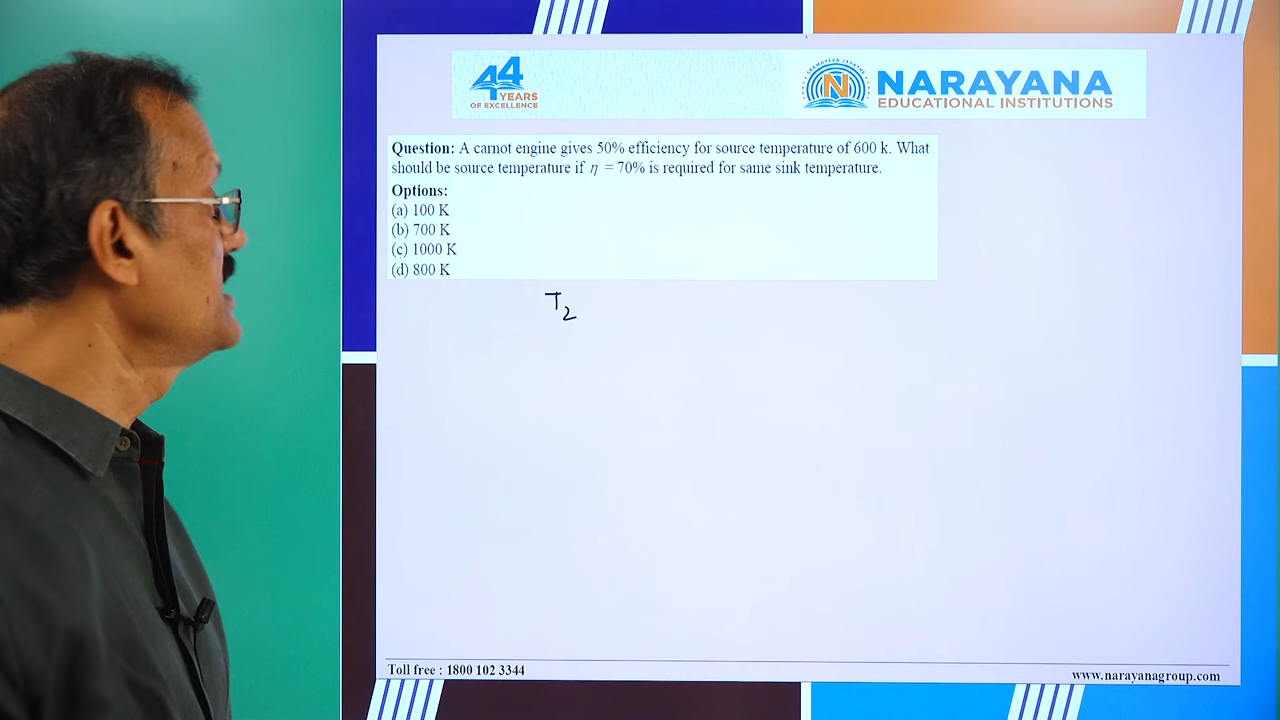 44
YEARS
OF EXCELLENCE
N
NARAYANA
EDUCATIONAL INSTITUTIONS
Question: A carnot engine gives 50% efficiency for source temperature of 600 k. What
should be source temperature if η = 70% is required for same sink temperature.
Options:
(a) 100 K
(b) 700 K
(c) 1000 K
(d) 800 K
T2
Toll free : 1800 102 3344
www.narayanagroup.com